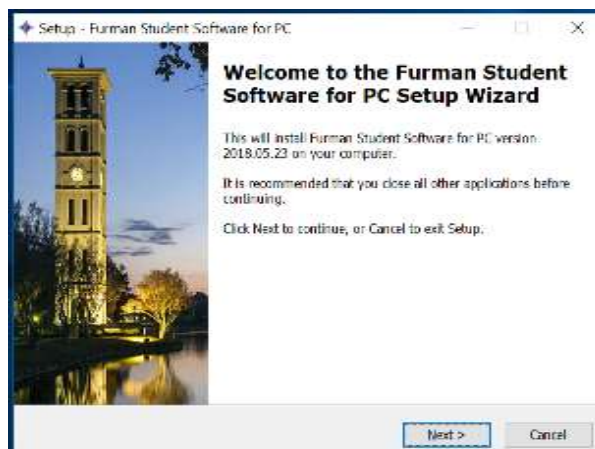 Setup - Furman Student Software for PC
Welcome to the Furman Student
Software for PC Setup Wizard
This will install Furman Student Software for PC version
2018.05.23 on your computer.
It is recommended that you close all other applications before
continuing.
Click Next to continue, or Cancel to exit Setup.
Next >
Cancel